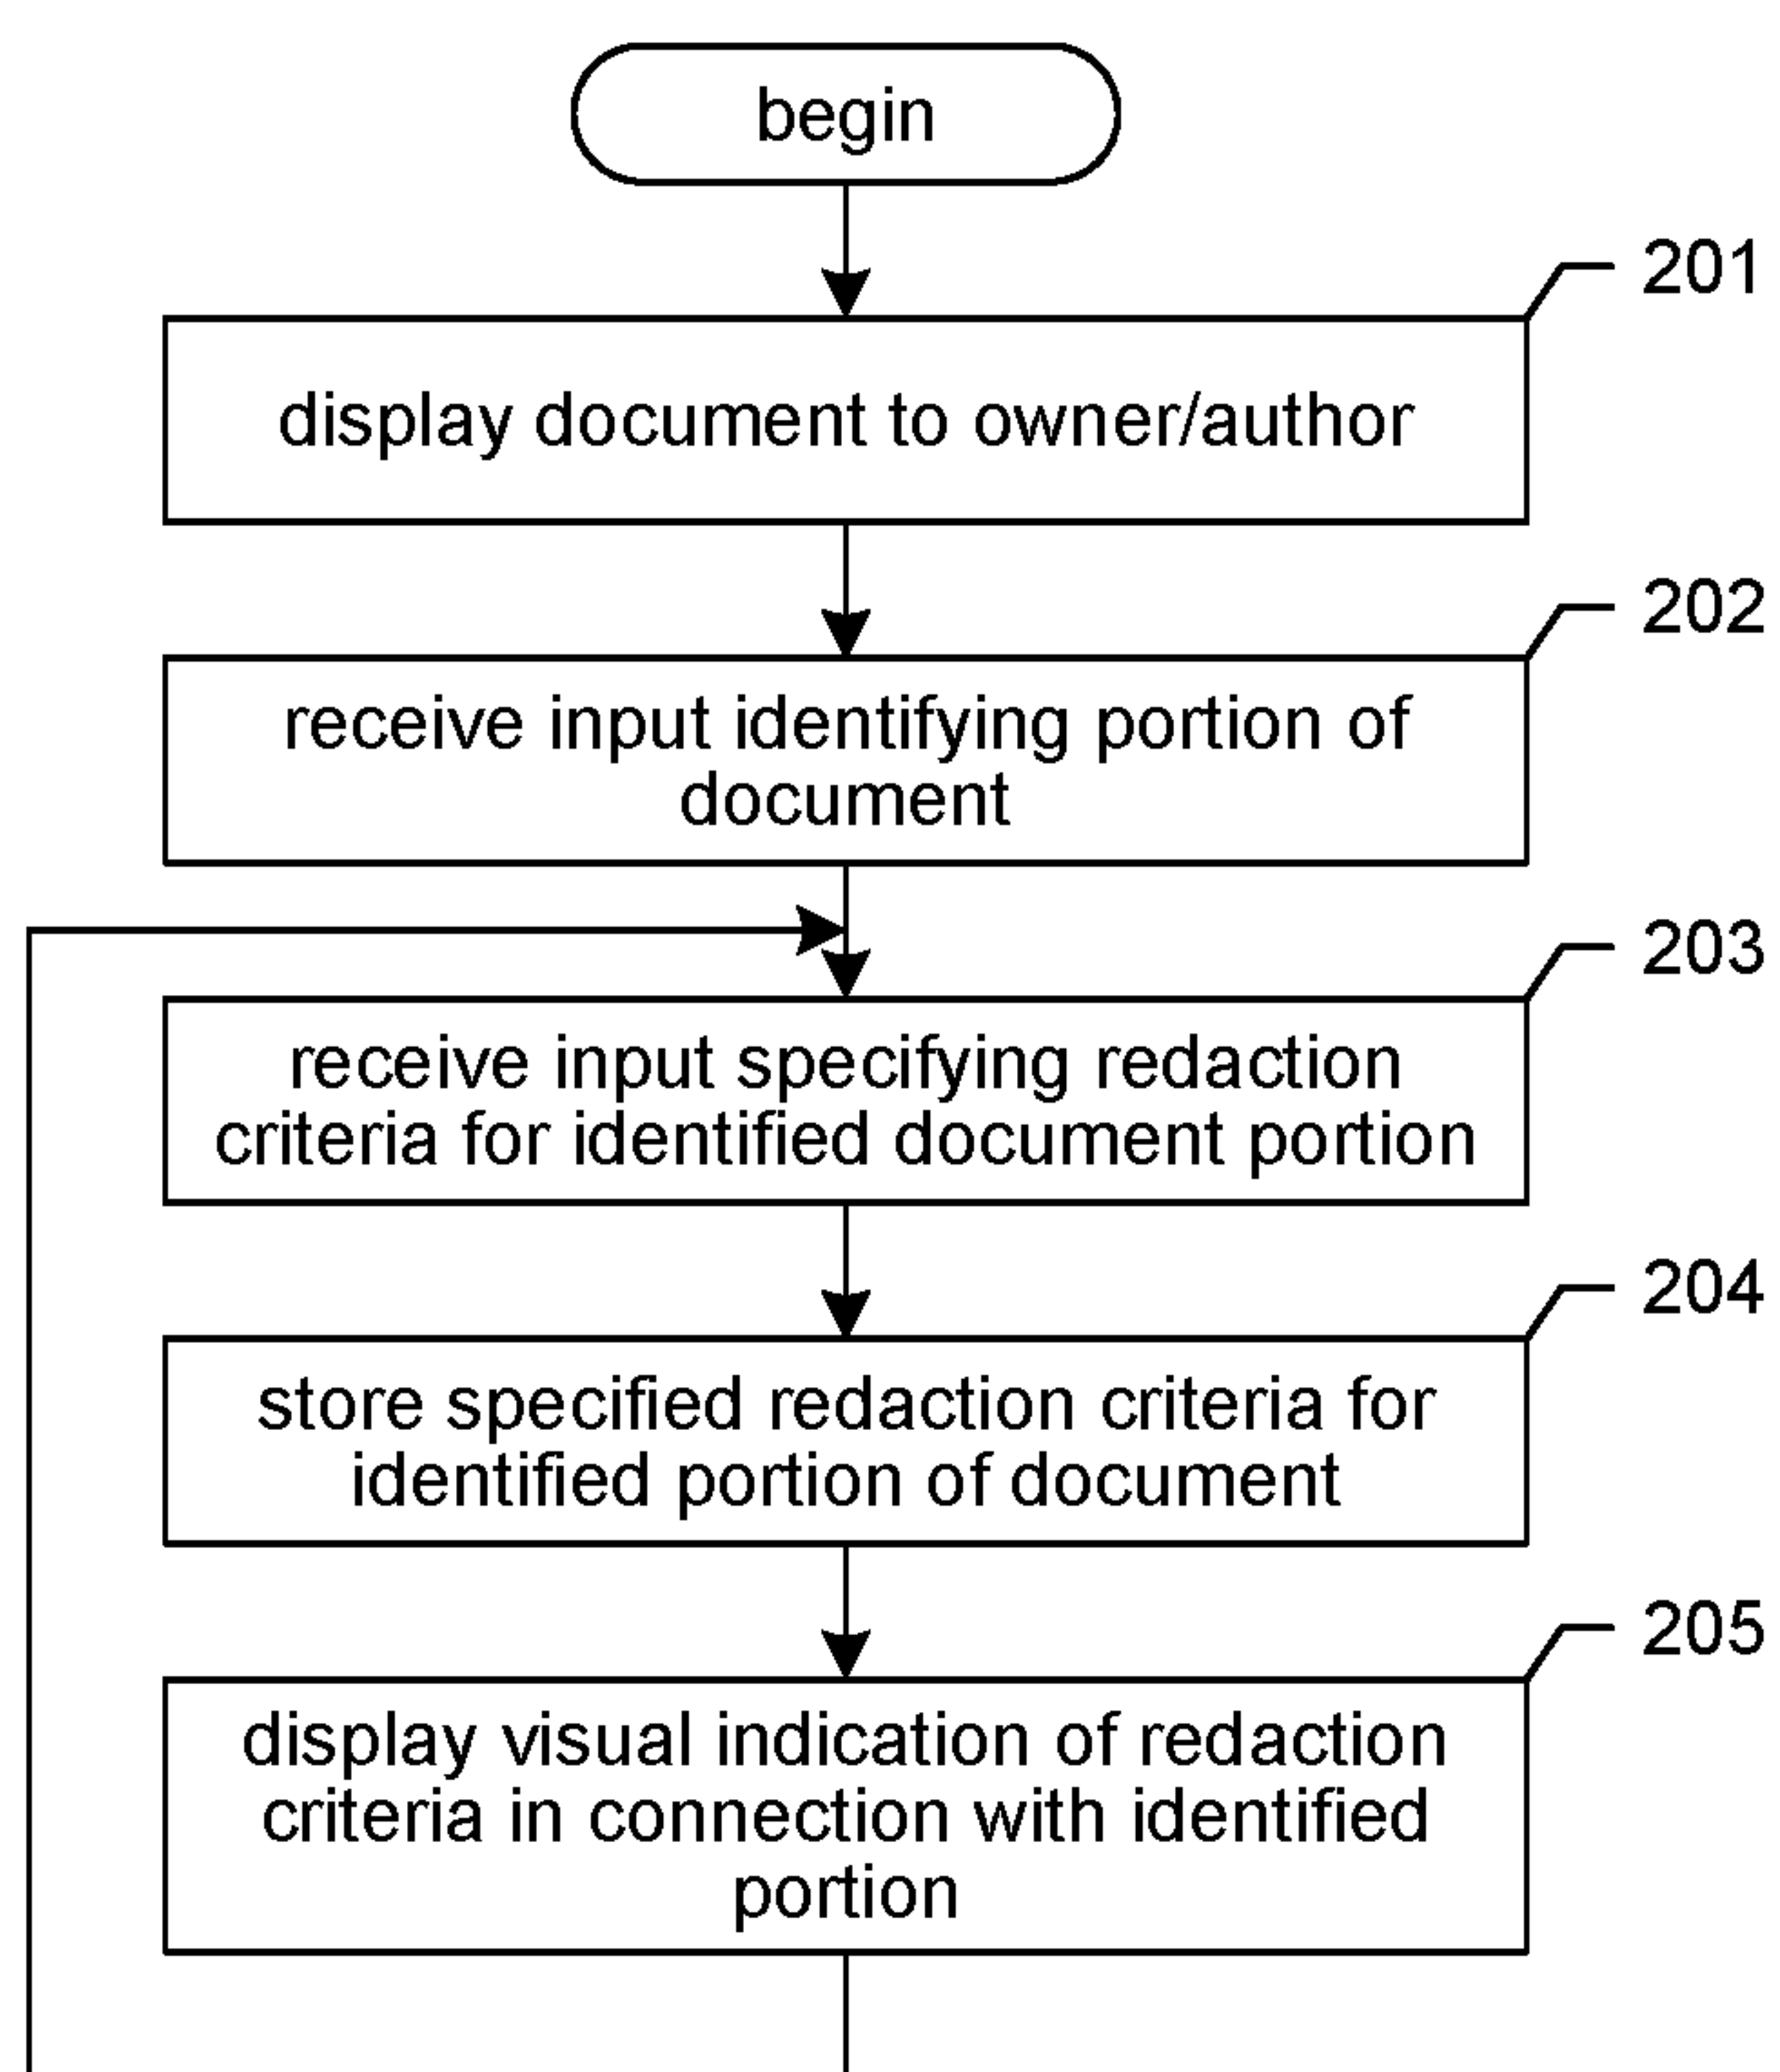 begin
201
display document to owner/author
202
receive input identifying portion of
document
203
receive input specifying redaction
criteria for identified document portion
204
store specified redaction criteria for
identified portion of document
205
display visual indication of redaction
criteria in connection with identified
portion